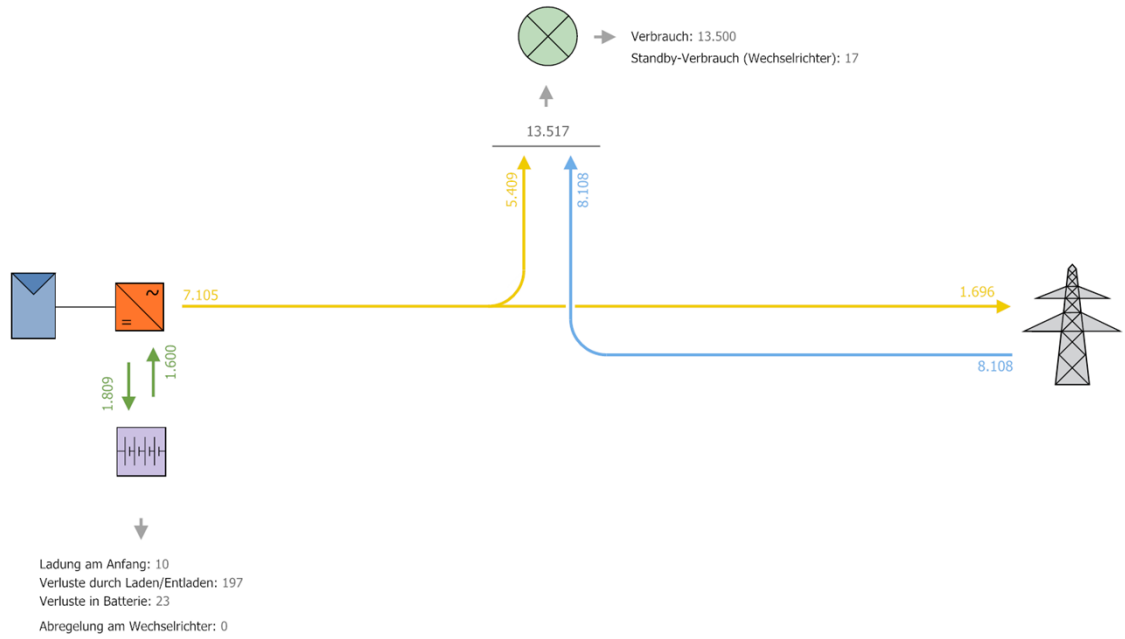 Verbrauch: 13.500
Standby-Verbrauch (Wechselrichter): 17
13.517
5.409
8.108
7.105
1.696
8.108
1.809
1.600
Ladung am Anfang: 10
Verluste durch Laden/Entladen: 197
Verluste in Batterie: 23
Abregelung am Wechselrichter: 0